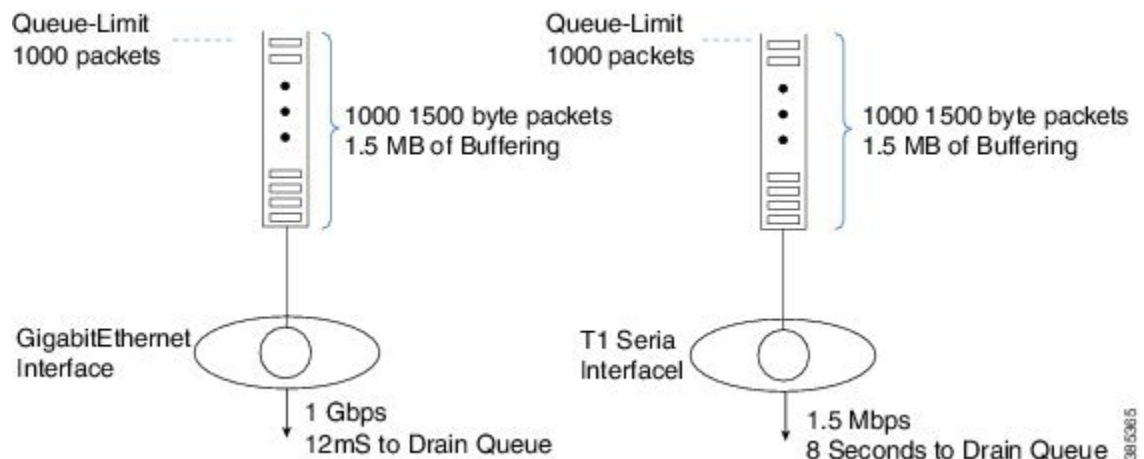 Queue-Limit
1000 packets
1000 1500 byte packets
1.5 MB of Buffering
GigabitEthernet
Interface
1 Gbps
12mS to Drain Queue
Queue-Limit
1000 packets
1000 1500 byte packets
1.5 MB of Buffering
T1 Seria
Interfacel
1.5 Mbps
8 Seconds to Drain Queue
385365